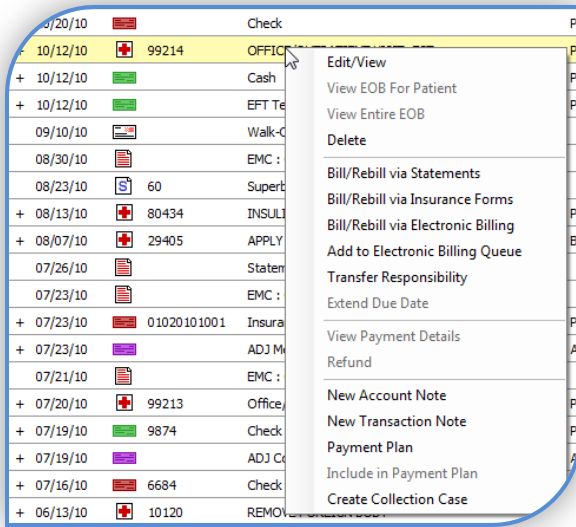 /20/10 Check
+ 10/12/10 99214
Edit/View
+ 10/12/10 Cash
View EOB For Patient
+ 10/12/10 EFT
View Entire EOB
09/10/10
Delete
08/30/10 EMC :
08/23/10 S 60
Bill/Rebill via Statements
Bill/Rebill via Insurance Forms
+ 08/13/10 80434
Bill/Rebill via Electronic Billing
+ 08/07/10 29405 APPLY
Add to Electronic Billing Queue
07/26/10
Transfer Responsibility
07/23/10 EMC :
Extend Due Date
+ 07/23/10 01020101001
View Payment Details
+ 07/23/10 ADJ
Refund
07/21/10 EMC :
New Account Note
+ 07/20/10 99213 Office/
New Transaction Note
+ 07/19/10 9874 Check
Payment Plan
+ 07/19/10 ADJ
Include in Payment Plan
+ 07/16/10 6684 Check
Create Collection Case
+ 06/13/10 10120 REMOVE FOREIGN BODY